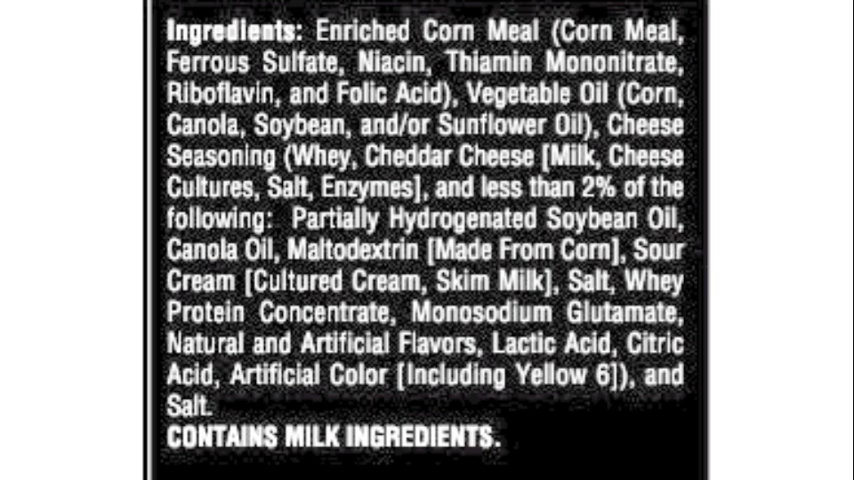 Ingredients: Enriched Corn Meal (Corn Meal,
Ferrous Sulfate, Niacin, Thiamin Mononitrate,
Riboflavin, and Folic Acid), Vegetable Oil (Corn,
Canola, Soybean, and/or Sunflower Oil), Cheese
Seasoning (Whey, Cheddar Cheese [Milk, Cheese
Cultures, Salt, Enzymes], and less than 2% of the
following: Partially Hydrogenated Soybean Oil,
Canola Oil, Maltodextrin [Made From Corn], Sour
Cream [Cultured Cream, Skim Milk], Salt, Whey
Protein Concentrate, Monosodium Glutamate,
Natural and Artificial Flavors, Lactic Acid, Citric
Acid, Artificial Color [Including Yellow 6]), and
Salt.
CONTAINS MILK INGREDIENTS.